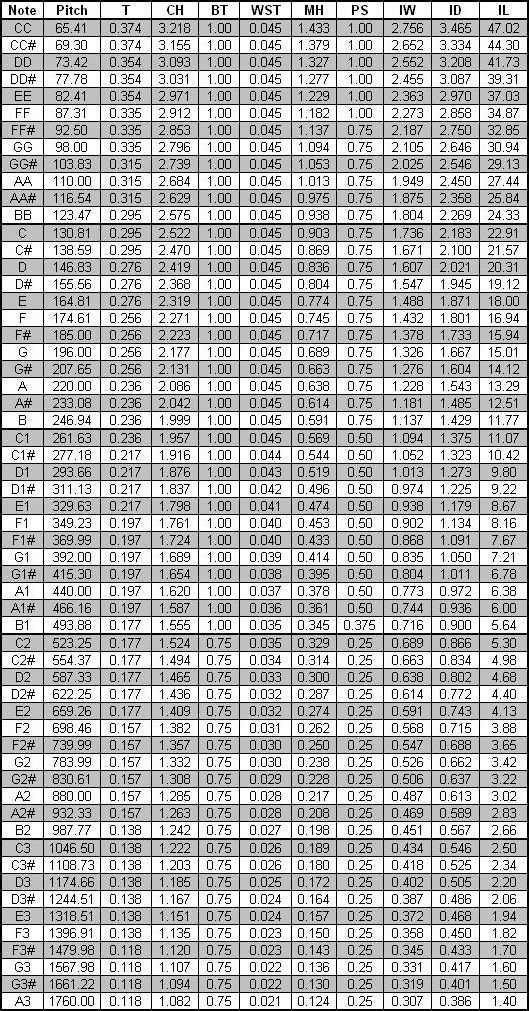 Note Pitch T CH BT WST MH PS IW ID IL
CC 65.41 0.374 3.218 1.00 0.045 1.433 1.00 2.756 3.465 47.02
CC# 69.30 0.374 3.155 1.00 0.045 1.379 1.00 2.652 3.334 44.30
DD 73.42 0.354 3.093 1.00 0.045 1.327 1.00 2.552 3.208 41.73
DD# 77.78 0.354 3.031 1.00 0.045 1.277 1.00 2.455 3.087 39.31
EE 82.41 0.354 2.971 1.00 0.045 1.229 1.00 2.363 2.970 37.03
FF 87.31 0.335 2.912 1.00 0.045 1.182 1.00 2.273 2.858 34.87
FF# 92.50 0.335 2.853 1.00 0.045 1.137 0.75 2.187 2.750 32.85
GG 98.00 0.335 2.796 1.00 0.045 1.094 0.75 2.105 2.646 30.94
GG# 103.83 0.315 2.739 1.00 0.045 1.053 0.75 2.025 2.546 29.13
AA 110.00 0.315 2.684 1.00 0.045 1.013 0.75 1.949 2.450 27.44
AA# 116.54 0.315 2.629 1.00 0.045 0.975 0.75 1.875 2.358 25.84
BB 123.47 0.295 2.575 1.00 0.045 0.938 0.75 1.804 2.269 24.33
C 130.81 0.295 2.522 1.00 0.045 0.903 0.75 1.736 2.183 22.91
C# 138.59 0.295 2.470 1.00 0.045 0.869 0.75 1.671 2.100 21.57
D 146.83 0.276 2.419 1.00 0.045 0.836 0.75 1.607 2.021 20.31
D# 155.56 0.276 2.368 1.00 0.045 0.804 0.75 1.547 1.945 19.12
E 164.81 0.276 2.319 1.00 0.045 0.774 0.75 1.488 1.871 18.00
F 174.61 0.256 2.271 1.00 0.045 0.745 0.75 1.432 1.801 16.94
F# 185.00 0.256 2.223 1.00 0.045 0.717 0.75 1.378 1.733 15.94
G 196.00 0.256 2.177 1.00 0.045 0.689 0.75 1.326 1.667 15.01
G# 207.65 0.256 2.131 1.00 0.045 0.663 0.75 1.276 1.604 14.12
A 220.00 0.236 2.086 1.00 0.045 0.638 0.75 1.228 1.543 13.29
A# 233.08 0.236 2.042 1.00 0.045 0.614 0.75 1.181 1.485 12.51
B 246.94 0.236 1.999 1.00 0.045 0.591 0.75 1.137 1.429 11.77
C1 261.63 0.236 1.957 1.00 0.045 0.569 0.50 1.094 1.375 11.07
C1# 277.18 0.217 1.916 1.00 0.044 0.544 0.50 1.052 1.323 10.42
D1 293.66 0.217 1.876 1.00 0.043 0.519 0.50 1.013 1.273 9.80
D1# 311.13 0.217 1.837 1.00 0.042 0.496 0.50 0.974 1.225 9.22
E1 329.63 0.217 1.798 1.00 0.041 0.474 0.50 0.938 1.179 8.67
F1 349.23 0.197 1.761 1.00 0.040 0.453 0.50 0.902 1.134 8.16
F1# 369.99 0.197 1.724 1.00 0.040 0.433 0.50 0.868 1.091 7.67
G1 392.00 0.197 1.689 1.00 0.039 0.414 0.50 0.835 1.050 7.21
G1# 415.30 0.197 1.654 1.00 0.038 0.395 0.50 0.804 1.011 6.78
A1 440.00 0.197 1.620 1.00 0.037 0.378 0.50 0.773 0.972 6.38
A1# 466.16 0.197 1.587 1.00 0.036 0.361 0.50 0.744 0.936 6.00
B1 493.88 0.177 1.555 1.00 0.035 0.345 0.375 0.716 0.900 5.64
C2 523.25 0.177 1.524 0.75 0.035 0.329 0.25 0.689 0.866 5.30
C2# 554.37 0.177 1.494 0.75 0.034 0.314 0.25 0.663 0.834 4.98
D2 587.33 0.177 1.465 0.75 0.033 0.300 0.25 0.638 0.802 4.68
D2# 622.25 0.177 1.436 0.75 0.032 0.287 0.25 0.614 0.772 4.40
E2 659.26 0.177 1.409 0.75 0.032 0.274 0.25 0.591 0.743 4.13
F2 698.46 0.157 1.382 0.75 0.031 0.262 0.25 0.568 0.715 3.88
F2# 739.99 0.157 1.357 0.75 0.030 0.250 0.25 0.547 0.688 3.65
G2 783.99 0.157 1.332 0.75 0.030 0.238 0.25 0.526 0.662 3.42
G2# 830.61 0.157 1.308 0.75 0.029 0.228 0.25 0.506 0.637 3.22
A2 880.00 0.157 1.285 0.75 0.028 0.217 0.25 0.487 0.613 3.02
A2# 932.33 0.157 1.263 0.75 0.028 0.208 0.25 0.469 0.589 2.83
B2 987.77 0.138 1.242 0.75 0.027 0.198 0.25 0.451 0.567 2.66
C3 1046.50 0.138 1.222 0.75 0.026 0.189 0.25 0.434 0.546 2.50
C3# 1108.73 0.138 1.203 0.75 0.026 0.180 0.25 0.418 0.525 2.34
D3 1174.66 0.138 1.185 0.75 0.025 0.172 0.25 0.402 0.505 2.20
D3# 1244.51 0.138 1.167 0.75 0.024 0.164 0.25 0.387 0.486 2.06
E3 1318.51 0.138 1.151 0.75 0.024 0.157 0.25 0.372 0.468 1.94
F3 1396.91 0.138 1.135 0.75 0.023 0.150 0.25 0.358 0.450 1.82
F3# 1479.98 0.118 1.120 0.75 0.023 0.143 0.25 0.345 0.433 1.70
G3 1567.98 0.118 1.107 0.75 0.022 0.136 0.25 0.331 0.417 1.60
G3# 1661.22 0.118 1.094 0.75 0.022 0.130 0.25 0.319 0.401 1.50
A3 1760.00 0.118 1.082 0.75 0.021 0.124 0.25 0.307 0.386 1.40